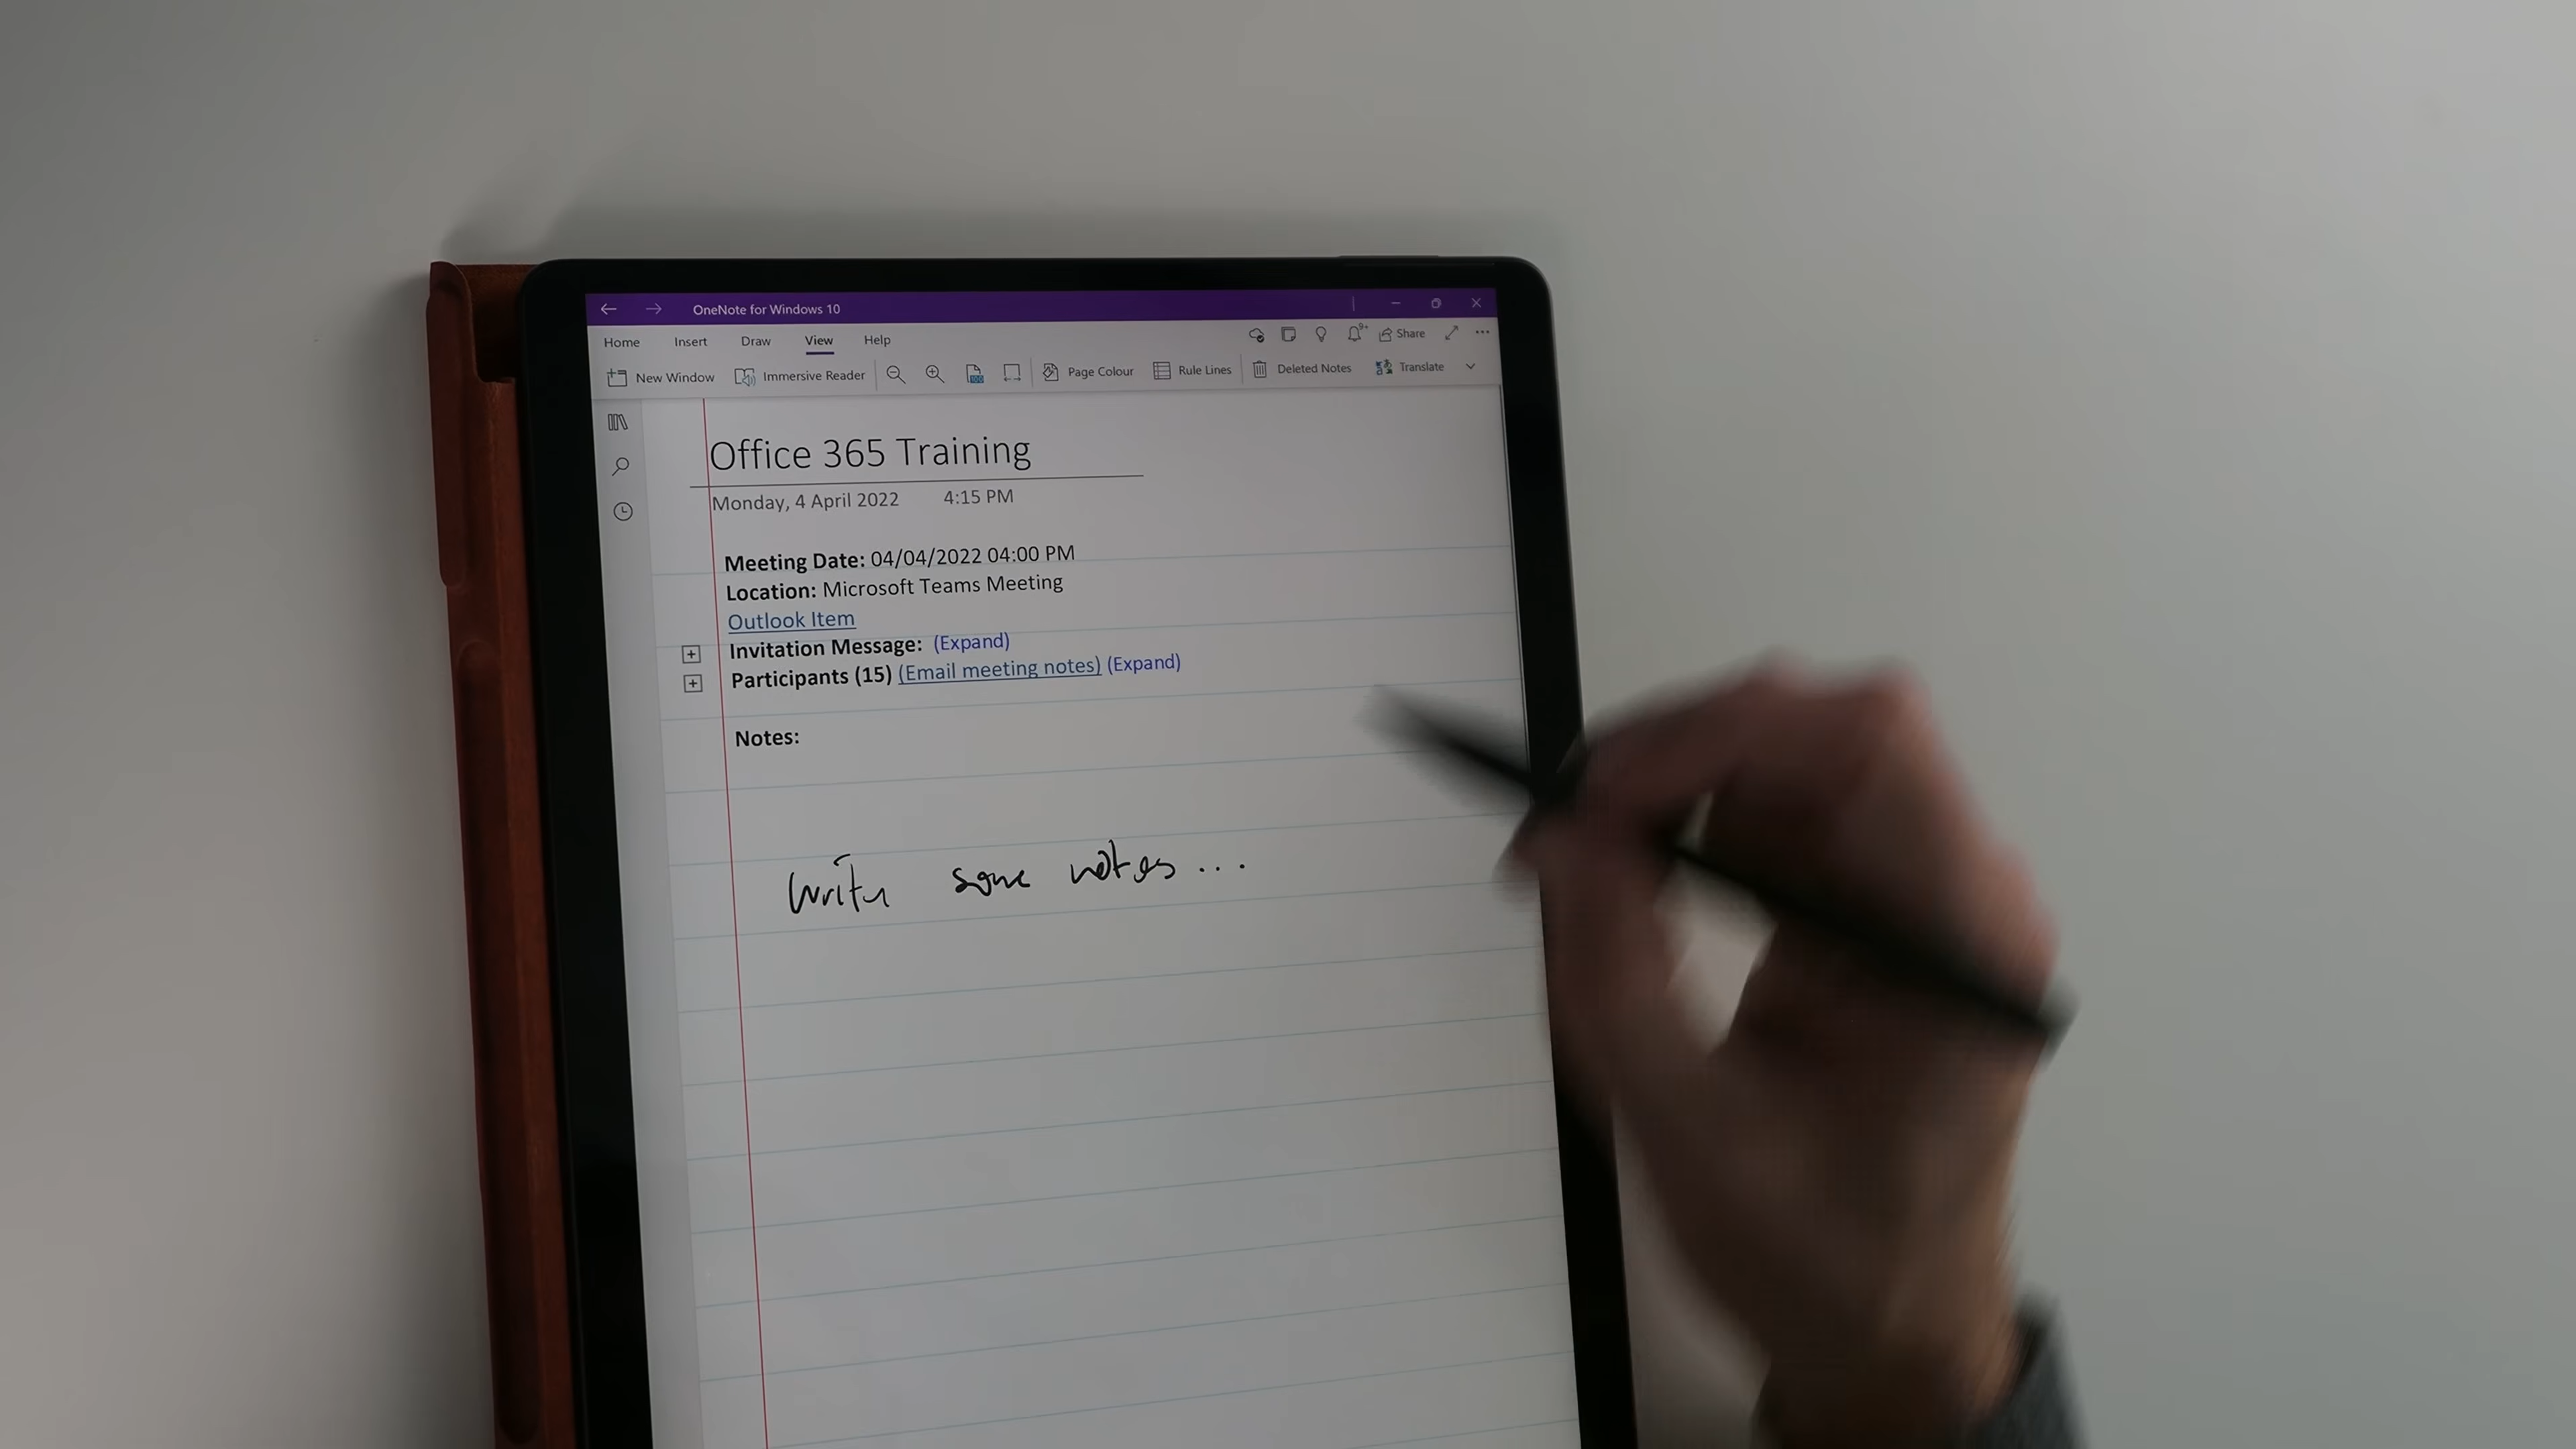 OneNote for Windows 10
Home Insert Draw View Help 9+ Share
New Window Immersive Reader 100 Page Colour Rule Lines Deleted Notes Translate
Office 365 Training
Monday, 4 April 2022 4:15 PM
Meeting Date: 04/04/2022 04:00 PM
Location: Microsoft Teams Meeting
Outlook Item
Invitation Message: (Expand)
Participants (15) (Email meeting notes) (Expand)
Notes:
Write some notes...